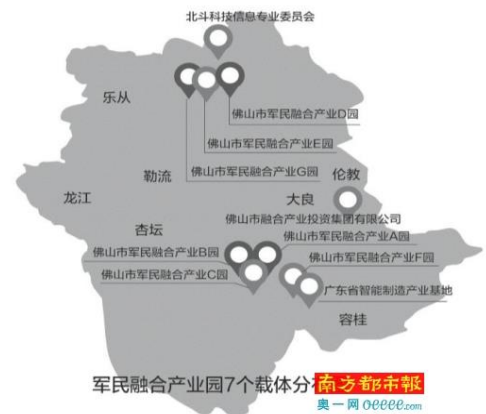 北斗科技信息专业委员会
乐从
佛山市军民融合产业D园
佛山市军民融合产业E园
佛山市军民融合产业G园
勒流
伦教
龙江
大良
佛山市融合产业投资集团有限公司
杏坛
佛山市军民融合产业A园
佛山市军民融合产业B园
佛山市军民融合产业F园
佛山市军民融合产业C园
广东省智能制造产业基地
容桂
军民融合产业园7个载体分
南方都市報
奥一网oeeee.com